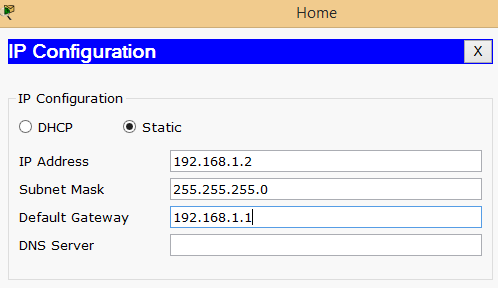 Home
IP Configuration X
IP Configuration
DHCP Static
IP Address 192.168.1.2
Subnet Mask 255.255.255.0
Default Gateway 192.168.1.1
DNS Server